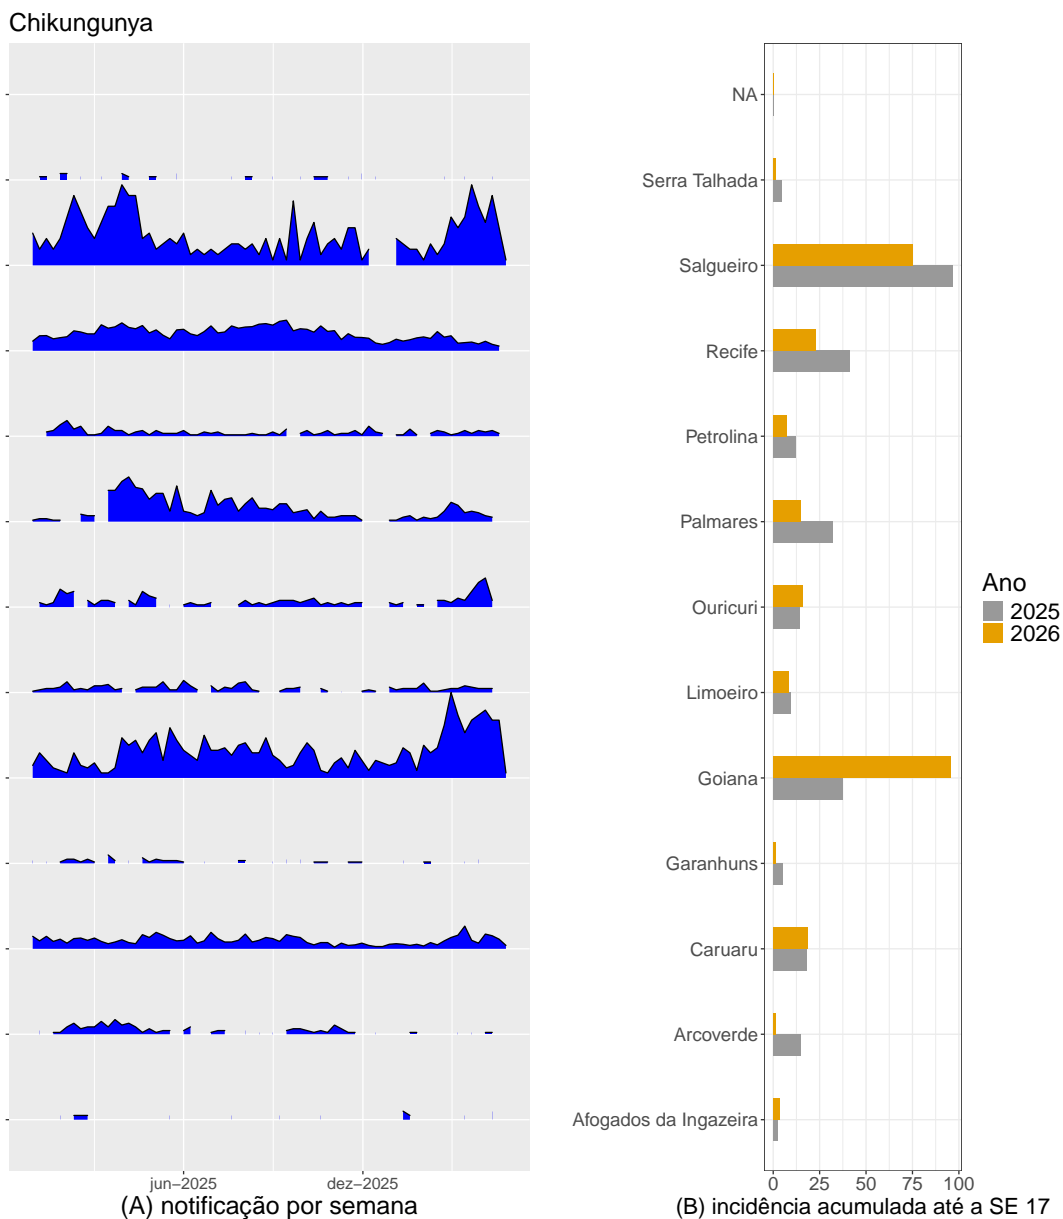 Chikungunya
NA
Serra Talhada
Salgueiro
Recife
Petrolina
Palmares
Ouricuri
Limoeiro
Goiana
Garanhuns
Caruaru
Arcoverde
Afogados da Ingazeira
jun−2025
dez−2025
(A) notificação por semana
0
25
50
75
100
(B) incidência acumulada até a SE 17
Ano
2025
2026